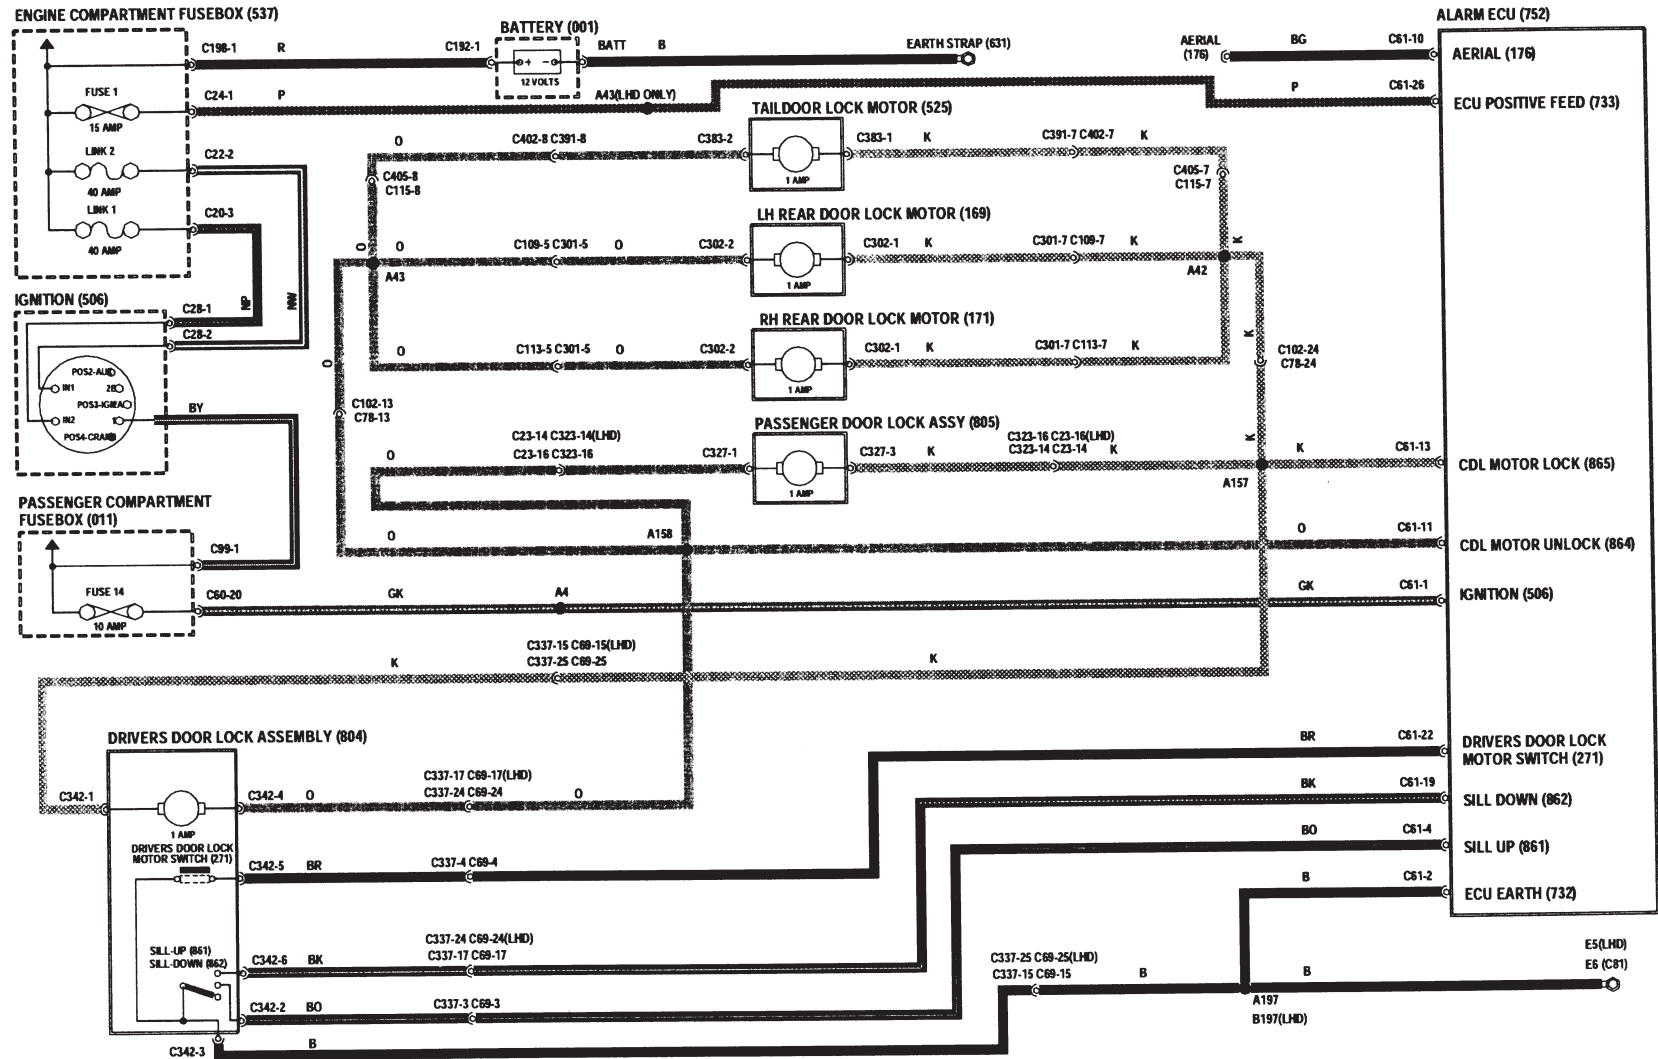 ENGINE COMPARTMENT FUSEBOX (537)
BATTERY (001)
ALARM ECU (752)
C198-1
R
C192-1
12 VOLTS
BATT
B
EARTH STRAP (631)
AERIAL
(176)
BG
C61-10
AERIAL (176)
FUSE 1
15 AMP
C24-1
P
A43(LHD ONLY)
P
C61-26
ECU POSITIVE FEED (733)
TAILDOOR LOCK MOTOR (525)
O
C402-8 C391-8
C383-2
1 AMP
C383-1
K
C391-7 C402-7
K
LINK 2
40 AMP
C22-2
C405-8
C115-8
C405-7
C115-7
LINK 1
40 AMP
C20-3
LH REAR DOOR LOCK MOTOR (169)
O
O
C109-5 C301-5
O
C302-2
1 AMP
C302-1
K
C301-7 C109-7
K
K
A43
A42
IGNITION (506)
C28-1
C28-2
NP
NW
RH REAR DOOR LOCK MOTOR (171)
O
O
C113-5 C301-5
O
C302-2
1 AMP
C302-1
K
C301-7 C113-7
K
K
C102-24
C78-24
IN1
IN2
1
BY
C102-13
C78-13
PASSENGER DOOR LOCK ASSY (805)
O
C23-14 C323-14(LHD)
C23-16 C323-16
C327-1
1 AMP
C327-3
K
C323-16 C23-16(LHD)
C323-14 C23-14
K
K
K
C61-13
CDL MOTOR LOCK (865)
A157
PASSENGER COMPARTMENT
FUSEBOX (011)
C99-1
O
A158
O
C61-11
CDL MOTOR UNLOCK (864)
FUSE 14
10 AMP
C60-20
GK
A4
GK
C61-1
IGNITION (506)
K
C337-15 C69-15(LHD)
C337-25 C69-25
K
DRIVERS DOOR LOCK ASSEMBLY (804)
BR
C61-22
DRIVERS DOOR LOCK
MOTOR SWITCH (271)
C342-1
1 AMP
C342-4
O
C337-17 C69-17(LHD)
C337-24 C69-24
O
BK
C61-19
SILL DOWN (862)
DRIVERS DOOR LOCK
MOTOR SWITCH (271)
C342-5
BR
C337-4 C69-4
BO
C61-4
SILL UP (861)
B
C61-2
ECU EARTH (732)
SILL-UP (861)
SILL-DOWN (862)
C342-6
BK
C337-24 C69-24(LHD)
C337-17 C69-17
C342-2
BO
C337-3 C69-3
C337-25 C69-25(LHD)
C337-15 C69-15
B
B
E5(LHD)
E6 (C81)
A197
B197(LHD)
C342-3
B